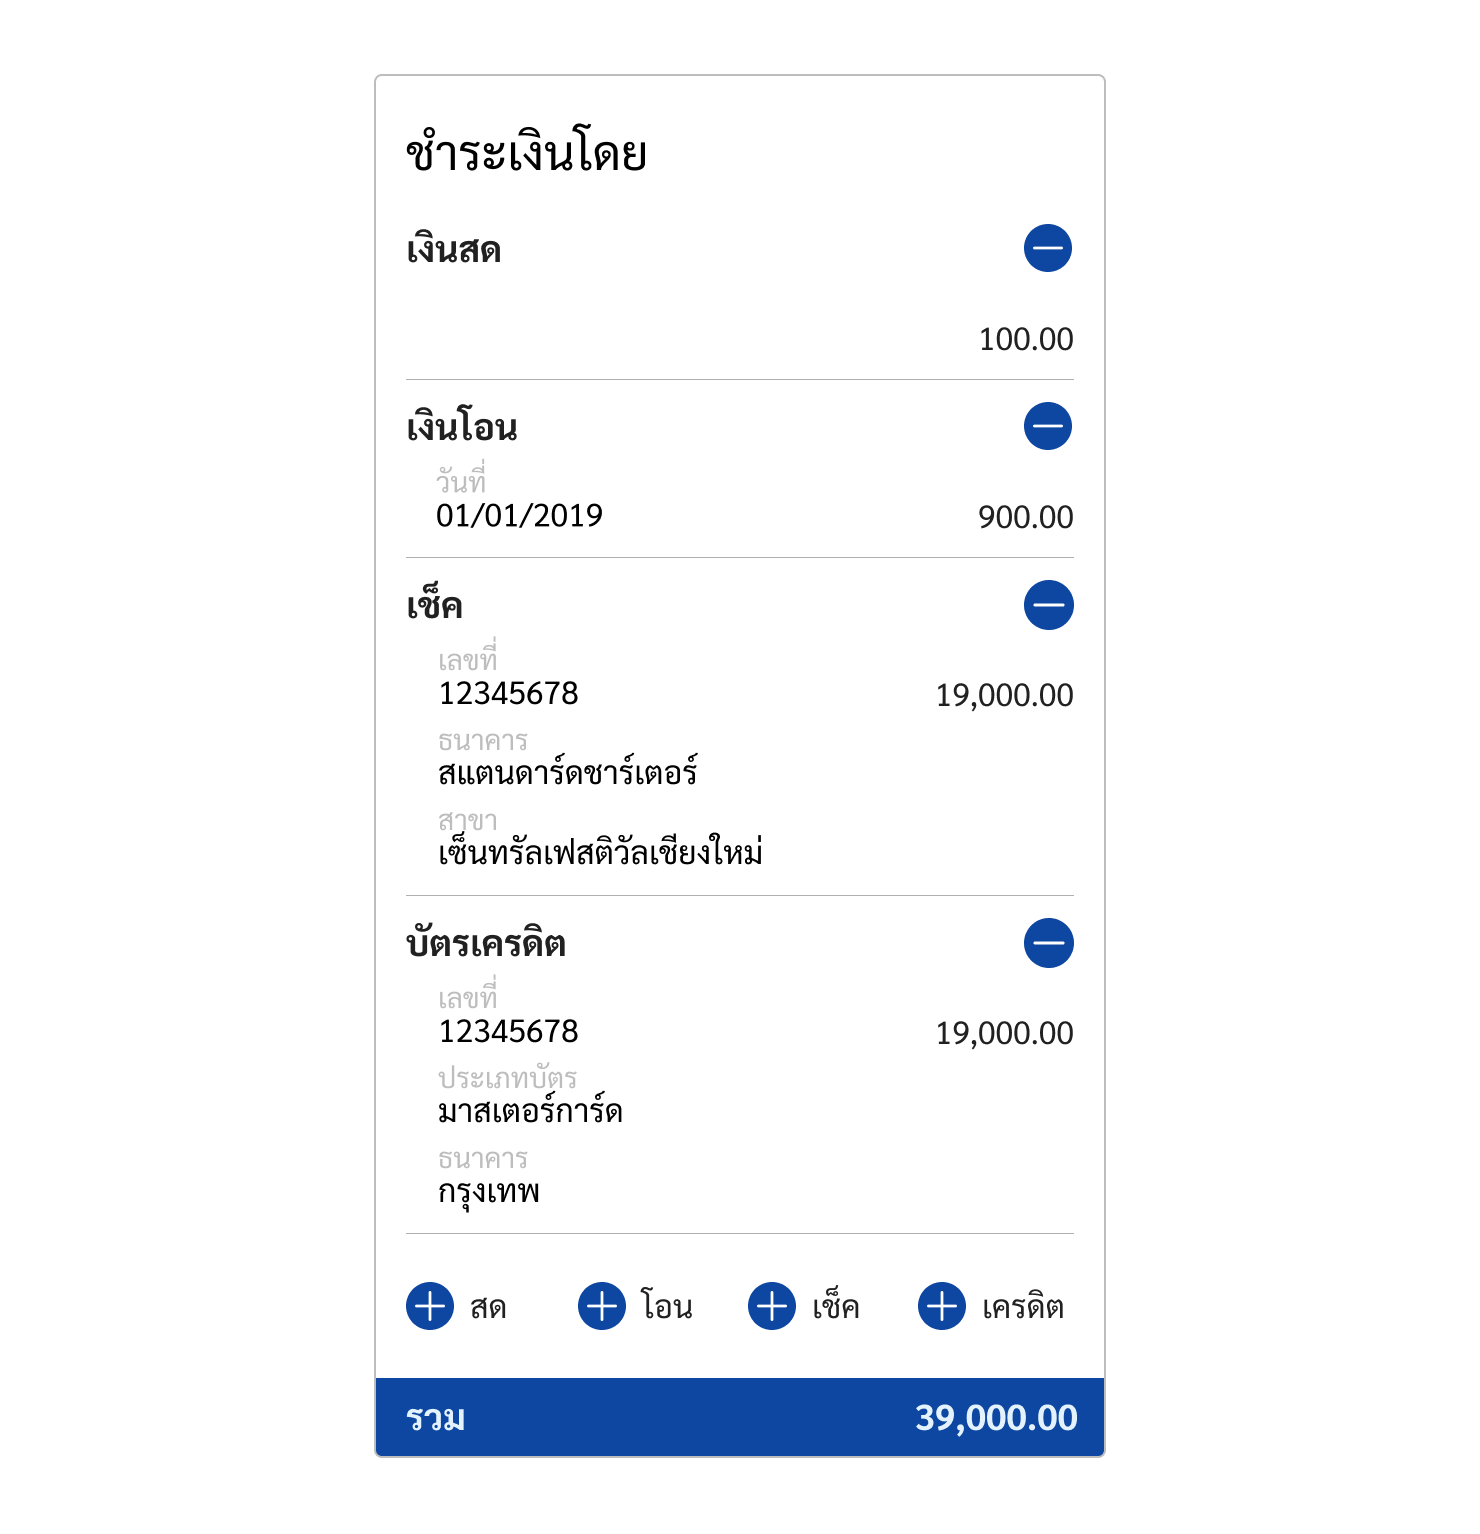 ชำระเงินโดย
เงินสด
100.00
เงินโอน
วันที่
01/01/2019 900.00
เช็ค
เลขที่
12345678 19,000.00
ธนาคาร
สแตนดาร์ดชาร์เตอร์
สาขา
เซ็นทรัลเฟสติวัลเชียงใหม่
บัตรเครดิต
เลขที่
12345678 19,000.00
ประเภทบัตร
มาสเตอร์การ์ด
ธนาคาร
กรุงเทพ
สด โอน เช็ค เครดิต
รวม 39,000.00